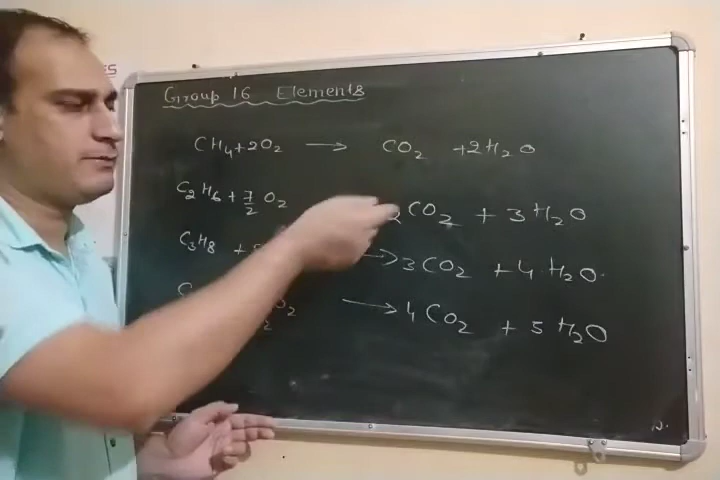 Group 16 Elements
CH4+2O2 → CO2 +2H2O
C2H6 + 7/2 O2 2CO2 + 3H2O
C3H8 + → 3CO2 + 4H2O
C O2 → 4CO2 + 5H2O